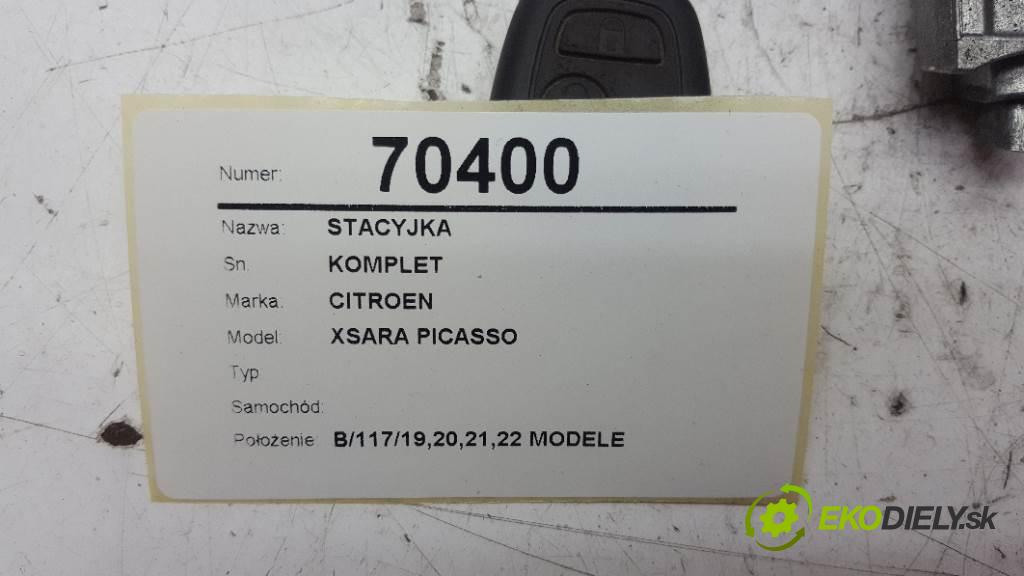 Numer: 70400
Nazwa: STACYJKA
Sn. KOMPLET
Marka: CITROEN
Model: XSARA PICASSO
Typ
Samochód:
Położenie: B/117/19,20,21,22 MODELE
EKODIELY.sk